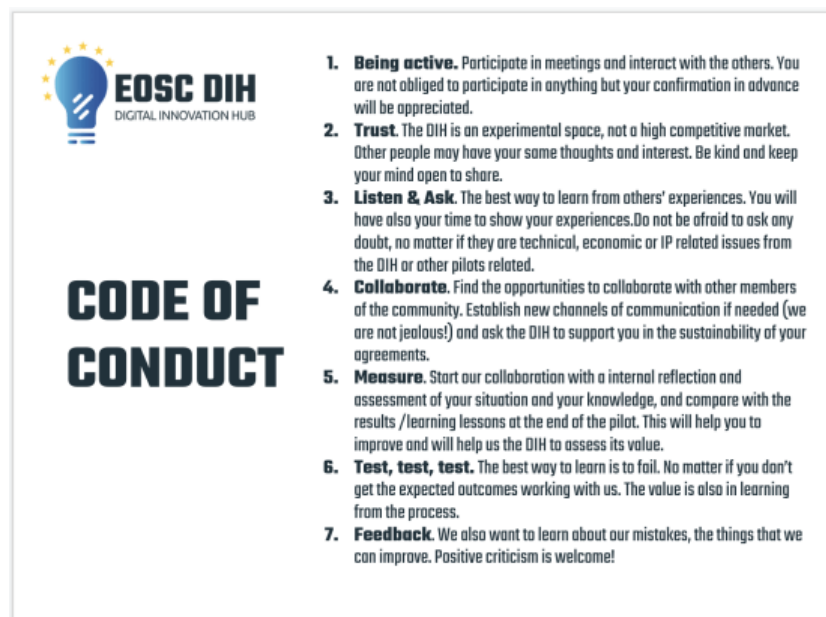 EOSC DIH
DIGITAL INNOVATION HUB
CODE OF
CONDUCT
1. Being active. Participate in meetings and interact with the others. You
are not obliged to participate in anything but your confirmation in advance
will be appreciated.
2. Trust. The DIH is an experimental space, not a high competitive market.
Other people may have your same thoughts and interest. Be kind and keep
your mind open to share.
3. Listen & Ask. The best way to learn from others' experiences. You will
have also your time to show your experiences.Do not be afraid to ask any
doubt, no matter if they are technical, economic or IP related issues from
the DIH or other pilots related.
4. Collaborate. Find the opportunities to collaborate with other members
of the community. Establish new channels of communication if needed (we
are not jealous!) and ask the DIH to support you in the sustainability of your
agreements.
5. Measure. Start our collaboration with a internal reflection and
assessment of your situation and your knowledge, and compare with the
results /learning lessons at the end of the pilot. This will help you to
improve and will help us the DIH to assess its value.
6. Test, test, test. The best way to learn is to fail. No matter if you don't
get the expected outcomes working with us. The value is also in learning
from the process.
7. Feedback. We also want to learn about our mistakes, the things that we
can improve. Positive criticism is welcome!